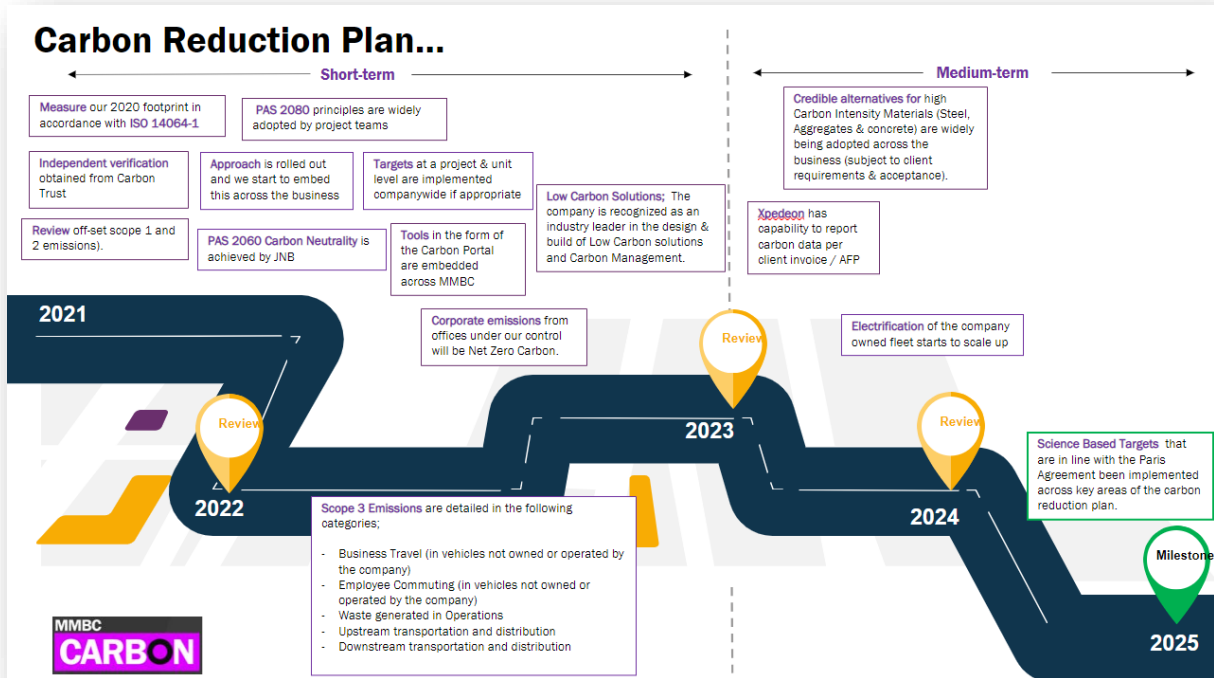 Carbon Reduction Plan...
Short-term
Medium-term
Measure our 2020 footprint in
accordance with ISO 14064-1
PAS 2080 principles are widely
adopted by project teams
Independent verification
obtained from Carbon
Trust
Approach is rolled out
and we start to embed
this across the business
Targets at a project & unit
level are implemented
companywide if appropriate
Low Carbon Solutions; The
company is recognized as an
industry leader in the design &
build of Low Carbon solutions
and Carbon Management.
Review off-set scope 1 and
2 emissions).
PAS 2060 Carbon Neutrality is
achieved by JNB
Tools in the form of
the Carbon Portal
are embedded
across MMBC
Corporate emissions from
offices under our control
will be Net Zero Carbon.
Credible alternatives for high
Carbon Intensity Materials (Steel,
Aggregates & concrete) are widely
being adopted across the
business (subject to client
requirements & acceptance).
Xpedeon has
capability to report
carbon data per
client invoice / AFP
Electrification of the company
owned fleet starts to scale up
2021
Review
2022
Review
2023
Review
2024
Science Based Targets that
are in line with the Paris
Agreement been implemented
across key areas of the carbon
reduction plan.
Milestone
2025
Scope 3 Emissions are detailed in the following
categories;
- Business Travel (in vehicles not owned or operated by
the company)
- Employee Commuting (in vehicles not owned or
operated by the company)
- Waste generated in Operations
- Upstream transportation and distribution
- Downstream transportation and distribution
MMBC
CARBON